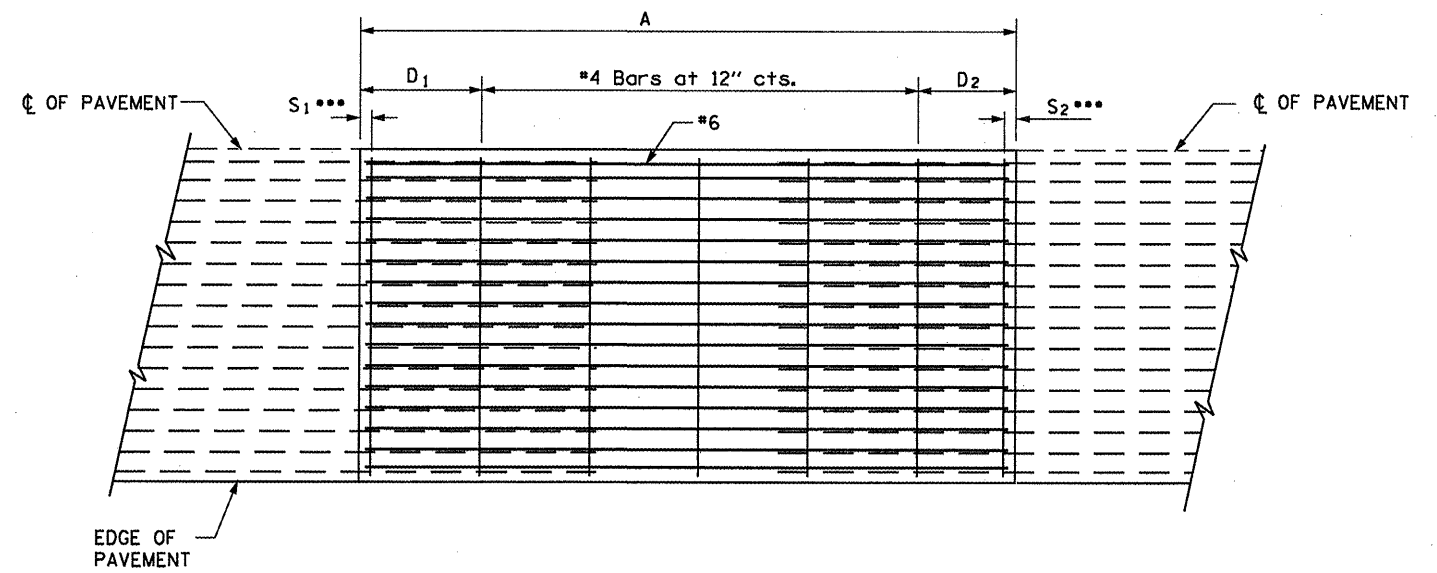 A
D1
#4 Bars at 12" cts.
D2
℄ OF PAVEMENT
S1 •••
#6
S2 •••
℄ OF PAVEMENT
EDGE OF
PAVEMENT